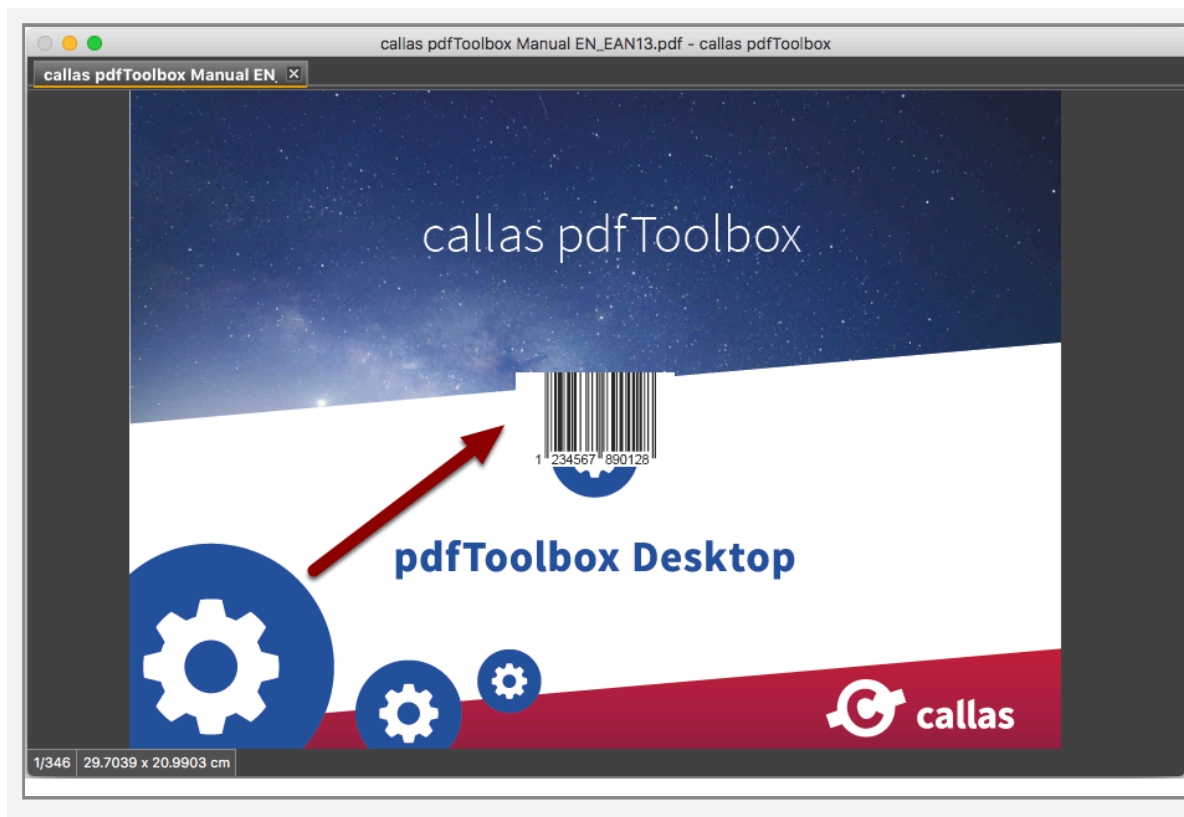 callas pdfToolbox Manual EN_EAN13.pdf - callas pdfToolbox
callas pdfToolbox Manual EN
callas pdfToolbox
1 234567 890128
pdfToolbox Desktop
callas
1/346 29.7039 x 20.9903 cm